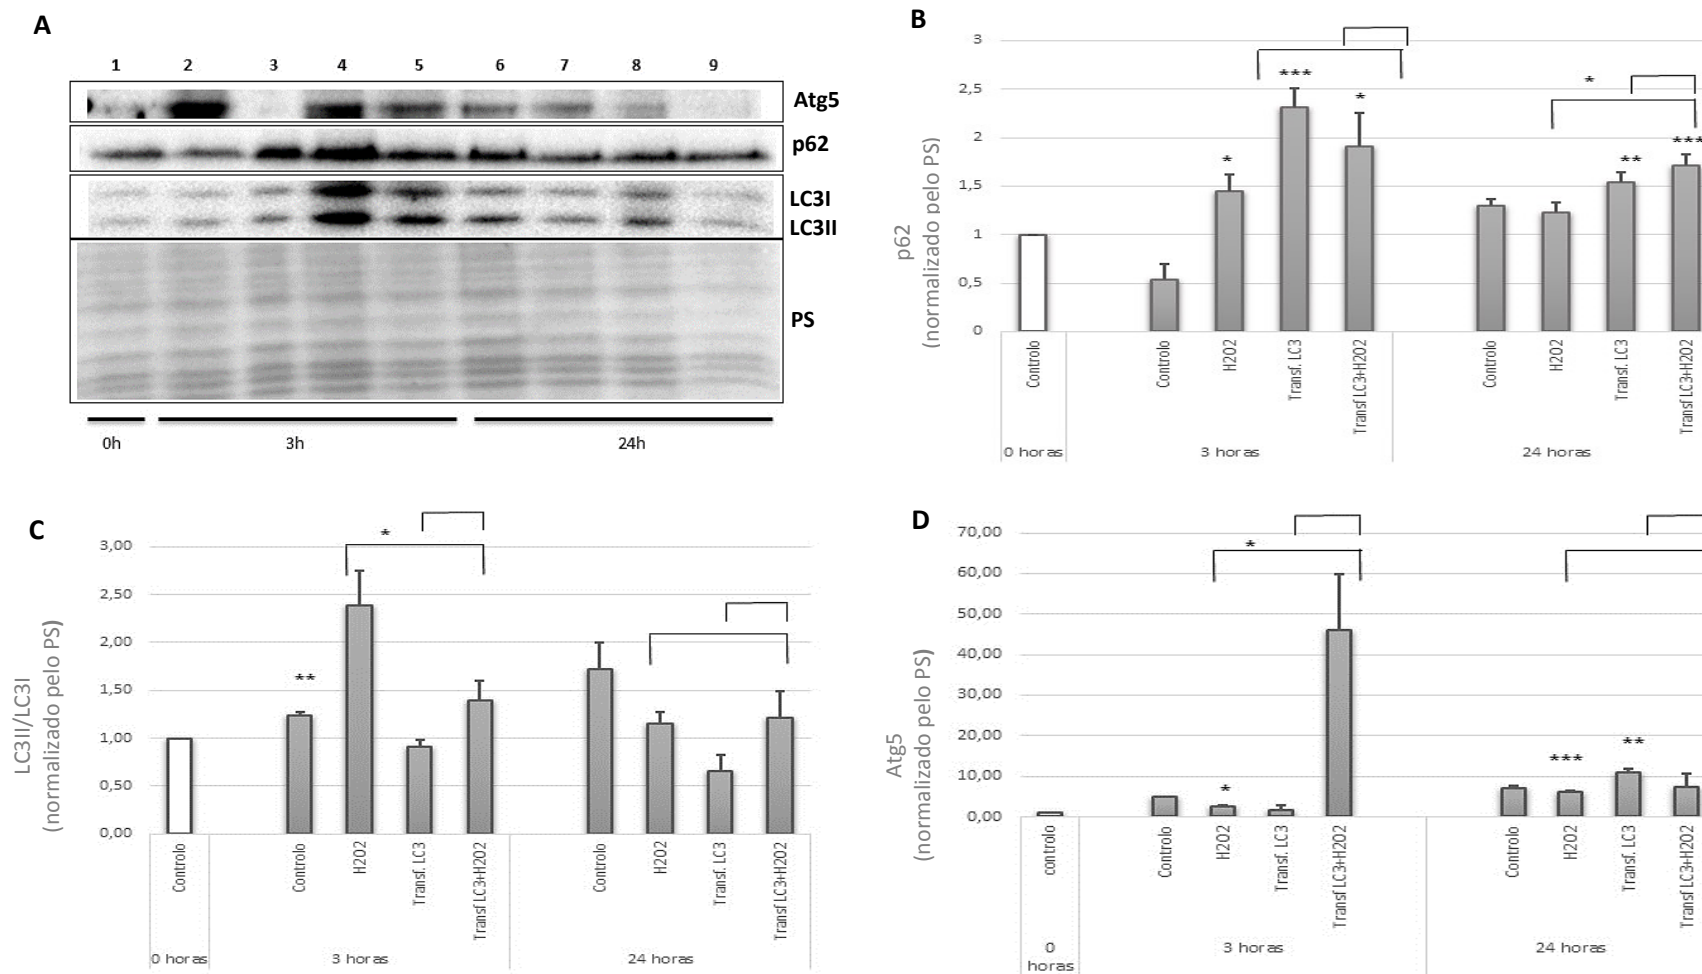 A
1 2 3 4 5 6 7 8 9
Atg5
p62
LC3I
LC3II
PS
0h 3h 24h
B
p62
(normalizado pelo PS)
3
2,5
2
1,5
1
0,5
0
***
*
*
*
**
***
Controlo
Controlo
H2O2
Transf. LC3
Transf LC3+H2O2
Controlo
H2O2
Transf. LC3
Transf LC3+H2O2
0 horas 3 horas 24 horas
C
LC3II/LC3I
(normalizado pelo PS)
3,00
2,50
2,00
1,50
1,00
0,50
0,00
*
**
Controlo
Controlo
H2O2
Transf. LC3
Transf LC3+H2O2
Controlo
H2O2
Transf. LC3
Transf LC3+H2O2
0 horas 3 horas 24 horas
D
Atg5
(normalizado pelo PS)
70,00
60,00
50,00
40,00
30,00
20,00
10,00
0,00
*
*
***
**
controlo
Controlo
H2O2
Transf. LC3
Transf LC3+H2O2
Controlo
H2O2
Transf. LC3
Transf LC3+H2O2
0
horas
3 horas 24 horas